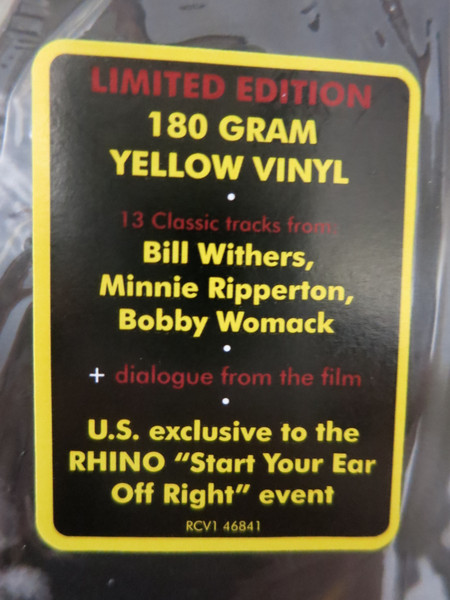 LIMITED EDITION
180 GRAM
YELLOW VINYL
•
13 Classic tracks from:
Bill Withers,
Minnie Ripperton,
Bobby Womack
•
+ dialogue from the film
•
U.S. exclusive to the
RHINO “Start Your Ear
Off Right” event
RCV1 46841